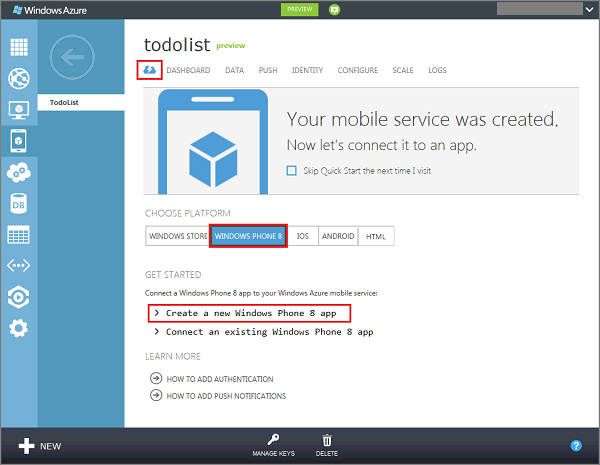 Windows Azure
PREVIEW
todolist preview
DASHBOARD DATA PUSH IDENTITY CONFIGURE SCALE LOGS
TodoList
Your mobile service was created.
Now let's connect it to an app.
Skip Quick Start the next time I visit
CHOOSE PLATFORM
WINDOWS STORE WINDOWS PHONE 8 IOS ANDROID HTML
GET STARTED
Connect a Windows Phone 8 app to your Windows Azure mobile service:
Create a new Windows Phone 8 app
Connect an existing Windows Phone 8 app
LEARN MORE
HOW TO ADD AUTHENTICATION
HOW TO ADD PUSH NOTIFICATIONS
DB
NEW
MANAGE KEYS DELETE
?